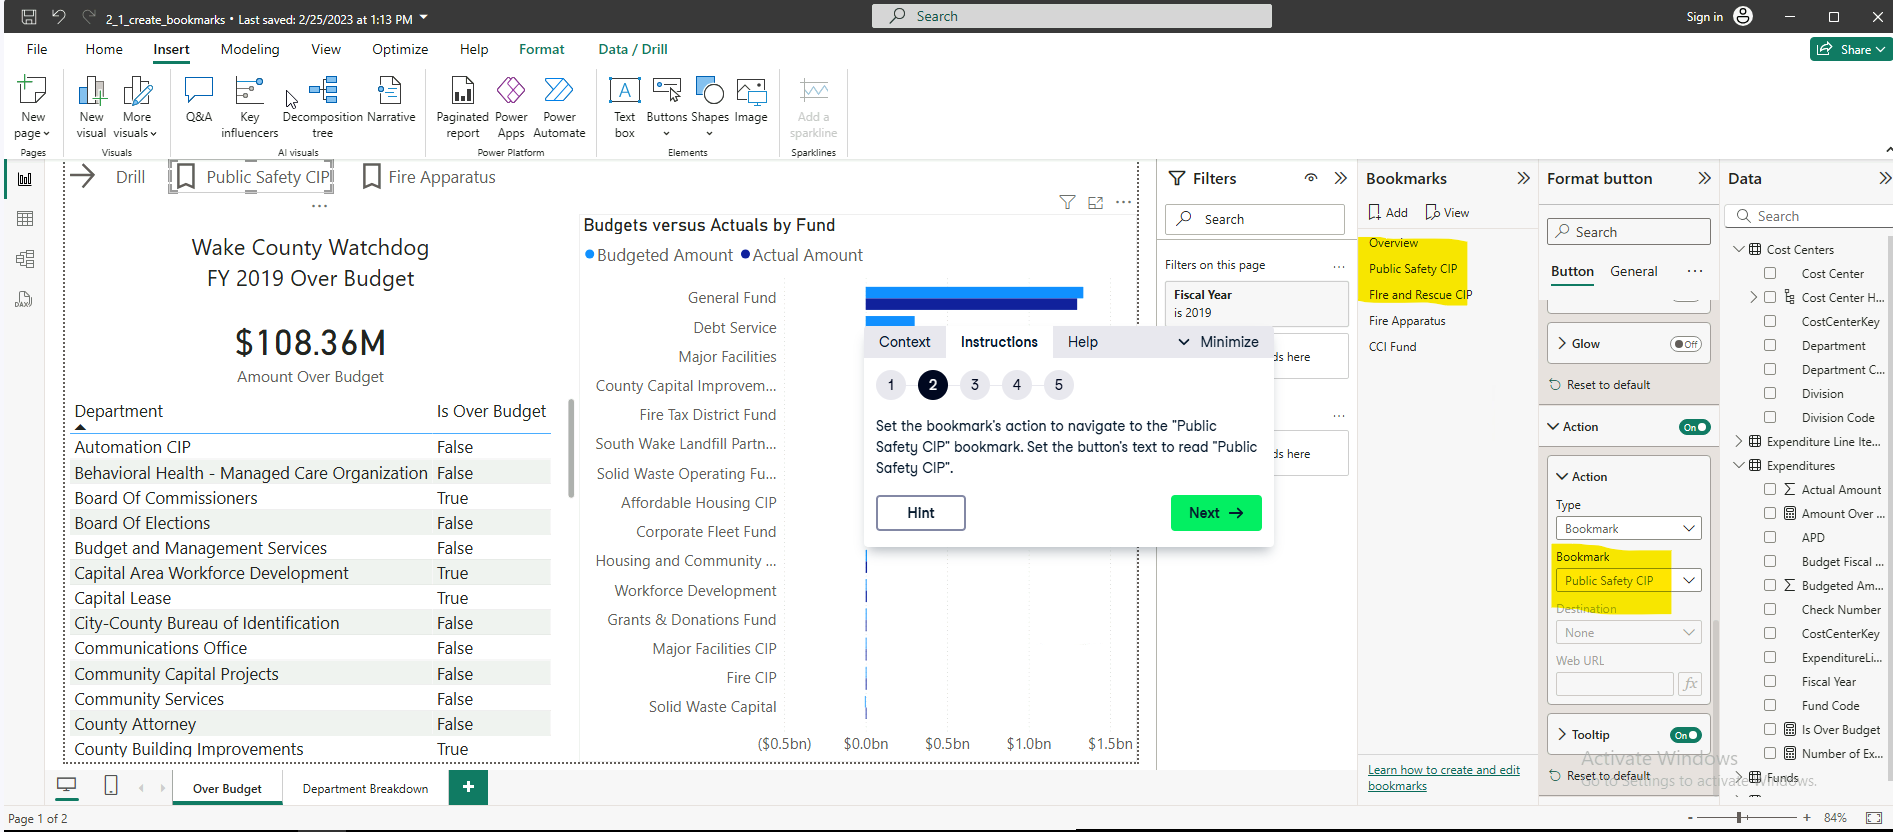 2_1_create_bookmarks • Last saved: 2/25/2023 at 1:13 PM
Search
Sign in
File Home Insert Modeling View Optimize Help Format Data / Drill
Share
New page
Pages
New visual
More visuals
Visuals
Q&A
Key influencers
Decomposition tree
Narrative
AI visuals
Paginated report
Power Apps
Power Automate
Power Platform
Text box
Buttons
Shapes
Image
Elements
Add a sparkline
Sparklines
Drill
Public Safety CIP
Fire Apparatus
Wake County Watchdog
FY 2019 Over Budget
$108.36M
Amount Over Budget
Department Is Over Budget
Automation CIP False
Behavioral Health - Managed Care Organization False
Board Of Commissioners True
Board Of Elections False
Budget and Management Services False
Capital Area Workforce Development True
Capital Lease True
City-County Bureau of Identification False
Communications Office False
Community Capital Projects False
Community Services False
County Attorney False
County Building Improvements True
Budgets versus Actuals by Fund
Budgeted Amount Actual Amount
General Fund
Debt Service
Major Facilities
County Capital Improvem...
Fire Tax District Fund
South Wake Landfill Partn...
Solid Waste Operating Fu...
Affordable Housing CIP
Corporate Fleet Fund
Housing and Community ...
Workforce Development
Grants & Donations Fund
Major Facilities CIP
Fire CIP
Solid Waste Capital
($0.5bn) $0.0bn $0.5bn $1.0bn $1.5bn
Context Instructions Help Minimize
1 2 3 4 5
Set the bookmark's action to navigate to the "Public
Safety CIP" bookmark. Set the button's text to read "Public
Safety CIP".
Hint
Next
Filters
Search
Filters on this page ...
Fiscal Year
is 2019
ds here
...
ds here
Bookmarks
Add View
Overview
Public Safety CIP
FIre and Rescue CIP
Fire Apparatus
CCI Fund
Learn how to create and edit
bookmarks
Format button
Search
Button General ...
Glow Off
Reset to default
Action On
Action
Type
Bookmark
Bookmark
Public Safety CIP
Destination
None
Web URL
fx
Tooltip On
Reset to default
Data
Search
Cost Centers
Cost Center
Cost Center H...
CostCenterKey
Department
Department C...
Division
Division Code
Expenditure Line Ite...
Expenditures
Actual Amount
Amount Over ...
APD
Budget Fiscal ...
Budgeted Am...
Check Number
CostCenterKey
ExpenditureLi...
Fiscal Year
Fund Code
Is Over Budget
Number of Ex...
Funds
Activate Windows
Go to Settings to activate Windows.
Over Budget
Department Breakdown
+
Page 1 of 2
- + 84%
DAX